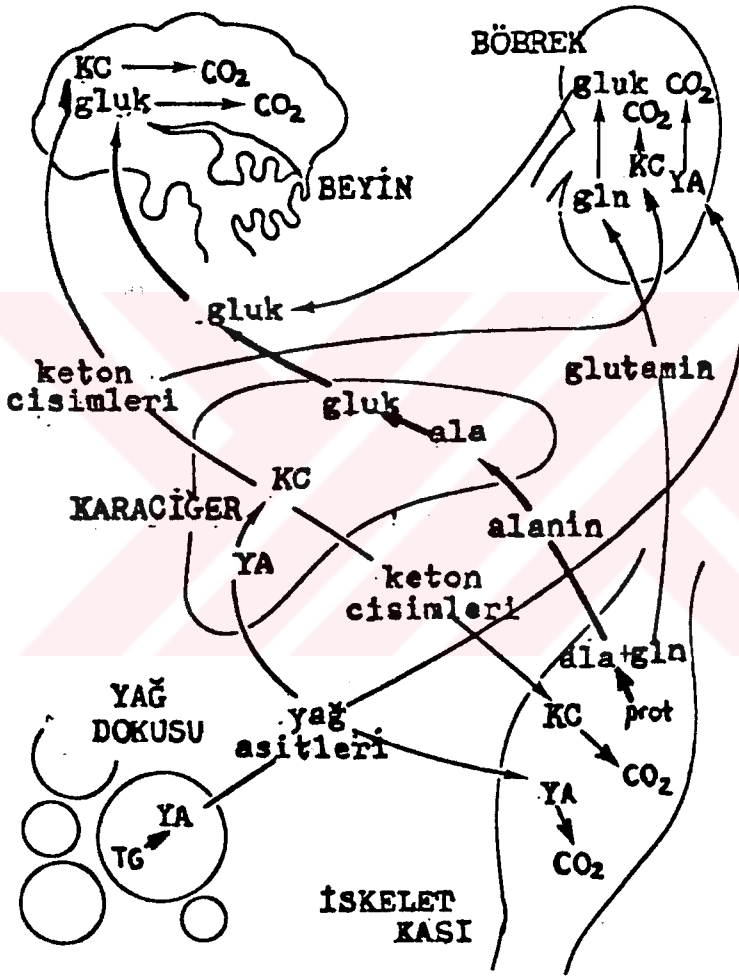 KC → CO₂
gluk → CO₂
BEYİN
BÖBREK
gluk CO₂
CO₂
KC
YA
gln
gluk
keton
cisimleri
glutamin
gluk
ala
KC
KARACİĞER
YA
alanin
keton
cisimleri
ala+gln
prot
KC
CO₂
YAĞ
DOKUSU
yağ
asitleri
YA
TG
YA
CO₂
İSKELET
KASI